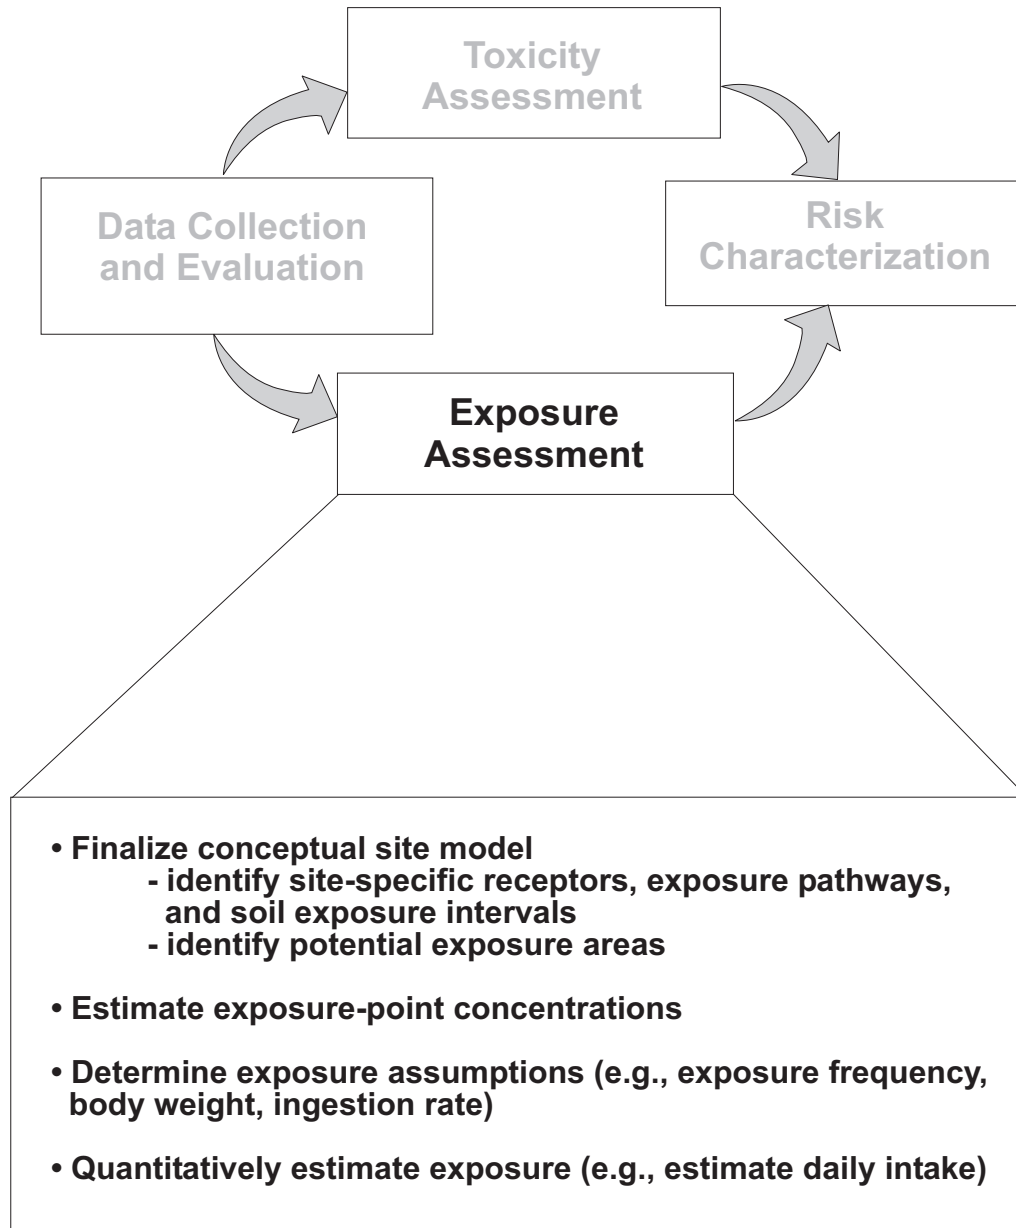 Toxicity
Assessment
Data Collection
and Evaluation
Risk
Characterization
Exposure
Assessment
• Finalize conceptual site model
- identify site-specific receptors, exposure pathways,
and soil exposure intervals
- identify potential exposure areas
• Estimate exposure-point concentrations
• Determine exposure assumptions (e.g., exposure frequency,
body weight, ingestion rate)
• Quantitatively estimate exposure (e.g., estimate daily intake)